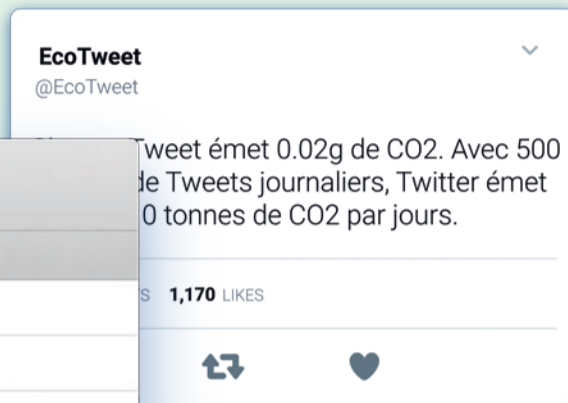 EcoTweet
@EcoTweet
Tweet émet 0.02g de CO2. Avec 500
de Tweets journaliers, Twitter émet
0 tonnes de CO2 par jours.
1,170 LIKES